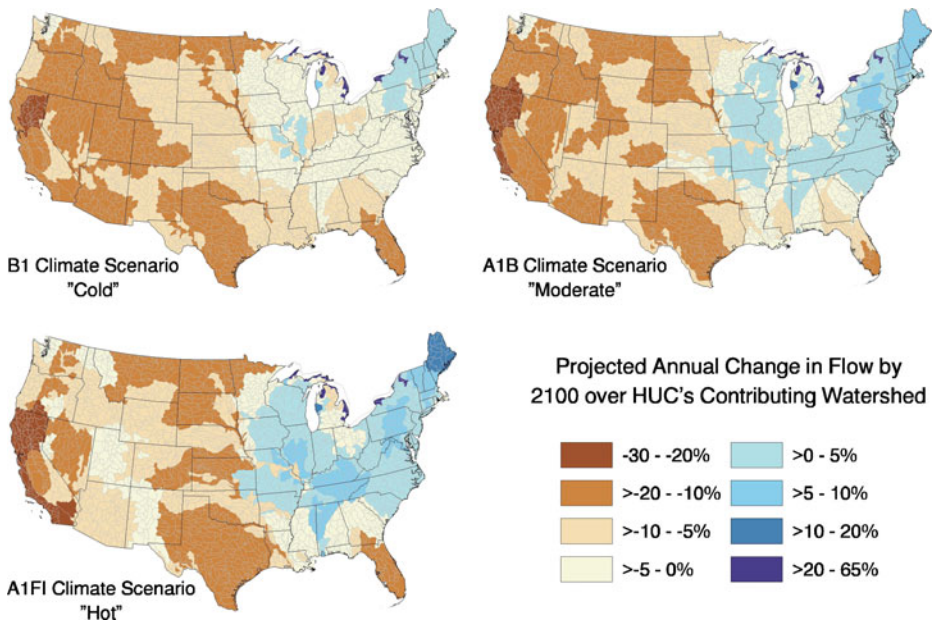 B1 Climate Scenario
"Cold"
A1B Climate Scenario
"Moderate"
A1FI Climate Scenario
"Hot"
Projected Annual Change in Flow by
2100 over HUC's Contributing Watershed
-30 - -20%
>-20 - -10%
>-10 - -5%
>-5 - 0%
>0 - 5%
>5 - 10%
>10 - 20%
>20 - 65%